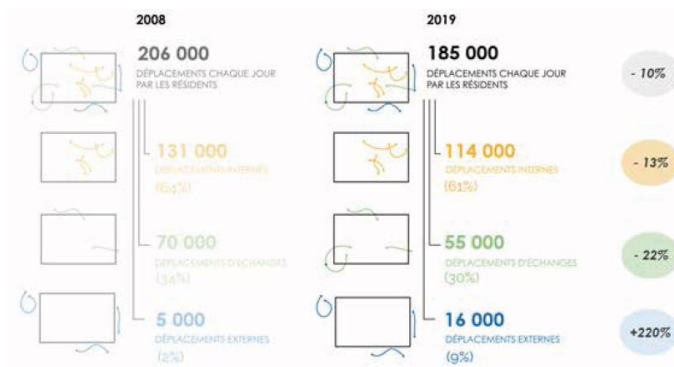 2008
2019
206 000
DÉPLACEMENTS CHAQUE JOUR
PAR LES RÉSIDENTS
185 000
DÉPLACEMENTS CHAQUE JOUR
PAR LES RÉSIDENTS
- 10%
131 000
DÉPLACEMENTS INTERNES
(64%)
114 000
DÉPLACEMENTS INTERNES
(61%)
- 13%
70 000
DÉPLACEMENTS D'ÉCHANGES
(34%)
55 000
DÉPLACEMENTS D'ÉCHANGES
(30%)
- 22%
5 000
DÉPLACEMENTS EXTERNES
(2%)
16 000
DÉPLACEMENTS EXTERNES
(9%)
+220%